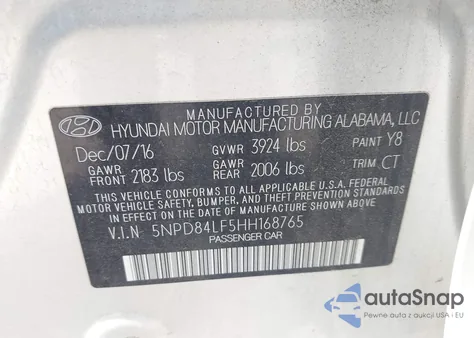 MANUFACTURED BY
HYUNDAI MOTOR MANUFACTURING ALABAMA, LLC
Dec/07/16 GVWR 3924 lbs PAINT Y8
GAWR FRONT 2183 lbs GAWR REAR 2006 lbs TRIM CT
THIS VEHICLE CONFORMS TO ALL APPLICABLE U.S.A. FEDERAL
MOTOR VEHICLE SAFETY, BUMPER, AND THEFT PREVENTION
STANDARDS IN EFFECT ON THE DATE OF MANUFACTURE SHOWN ABOVE.
V.I.N: 5NPD84LF5HH168765
PASSENGER CAR
autoSnap
Pewne auta z aukcji USA i EU